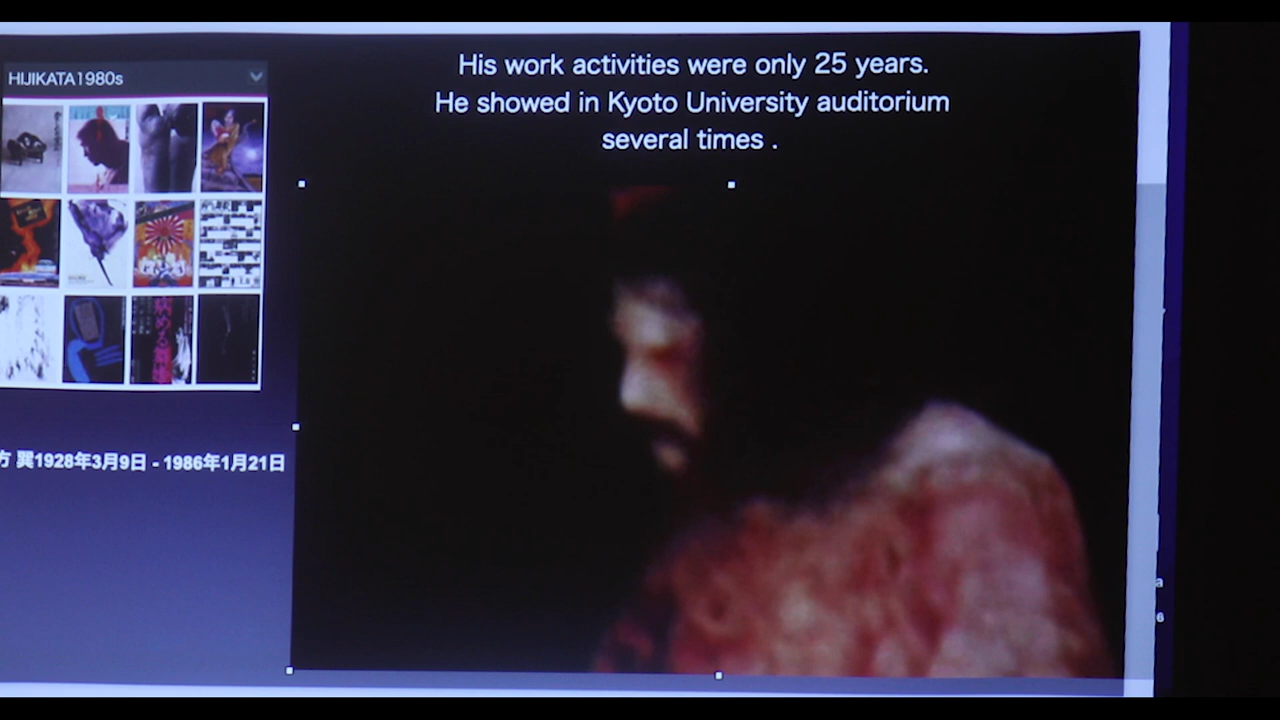 HIJIKATA1980s
His work activities were only 25 years.
He showed in Kyoto University auditorium
several times .
方 巽1928年3月9日 - 1986年1月21日
a
6